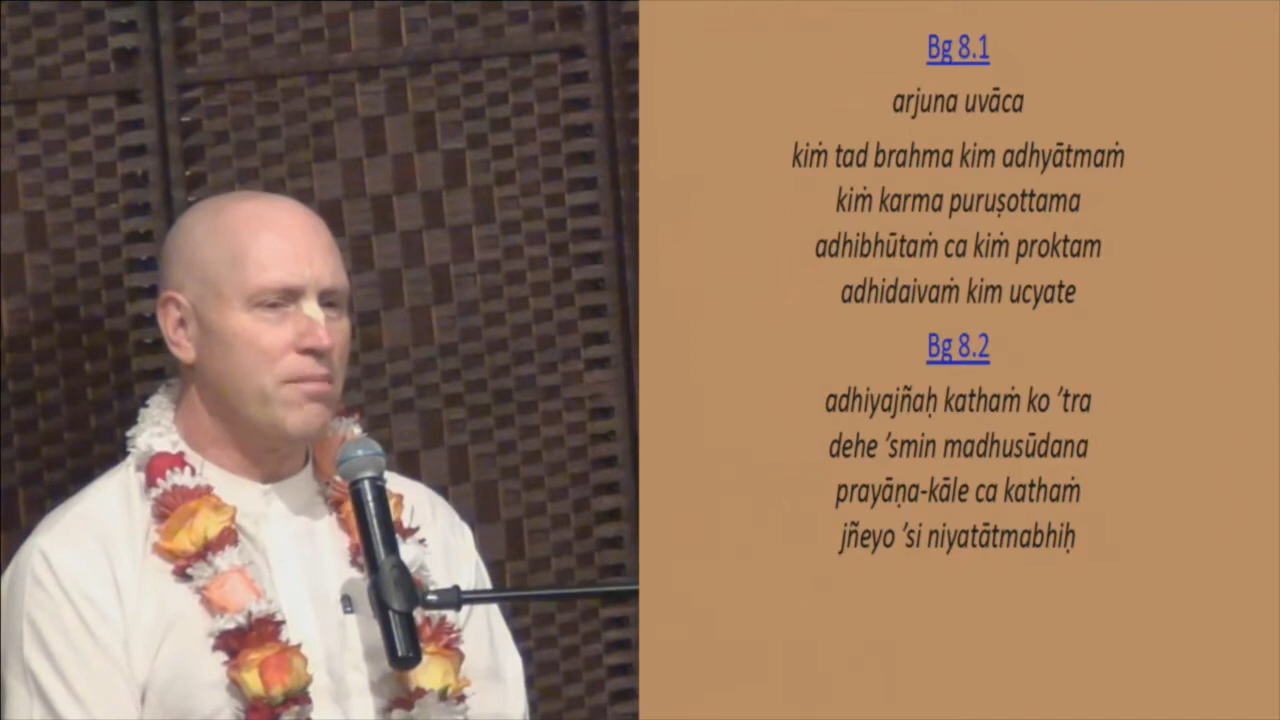 Bg 8.1
arjuna uvāca
kiṁ tad brahma kim adhyātmaṁ
kiṁ karma puruṣottama
adhibhūtaṁ ca kiṁ proktam
adhidaivaṁ kim ucyate
Bg 8.2
adhiyajñaḥ kathaṁ ko ’tra
dehe ’smin madhusūdana
prayāṇa-kāle ca kathaṁ
jñeyo ’si niyatātmabhiḥ